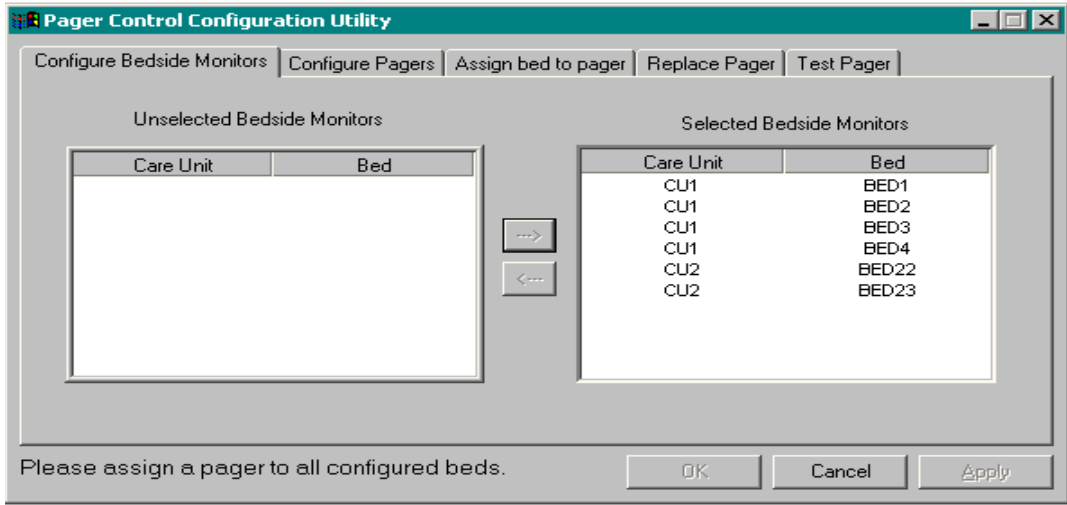 Pager Control Configuration Utility
Configure Bedside Monitors Configure Pagers Assign bed to pager Replace Pager Test Pager
Unselected Bedside Monitors Selected Bedside Monitors
Care Unit Bed Care Unit Bed
CU1 BED1
CU1 BED2
CU1 BED3
CU1 BED4
CU2 BED22
CU2 BED23
--->
<---
Please assign a pager to all configured beds. OK Cancel Apply